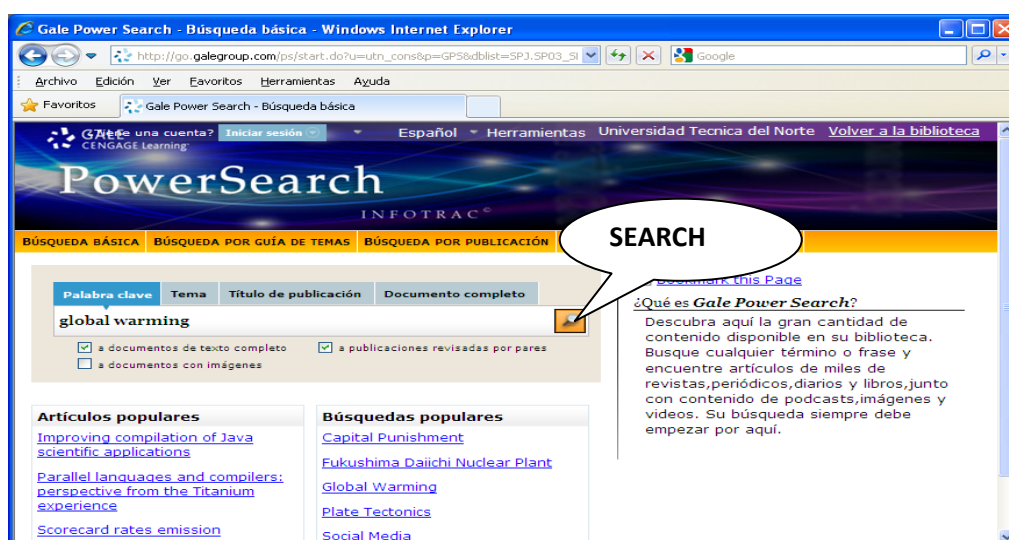 Gale Power Search - Búsqueda básica - Windows Internet Explorer
http://go.galegroup.com/ps/start.do?u=utn_cons&p=GPS&dblist=SPJ.SP03_SI
Google
Archivo Edición Ver Favoritos Herramientas Ayuda
Favoritos
Gale Power Search - Búsqueda básica
GALE
CENGAGE Learning
una cuenta? Iniciar sesión Español Herramientas Universidad Tecnica del Norte Volver a la biblioteca
PowerSearch
INFOTRAC
BÚSQUEDA BÁSICA BÚSQUEDA POR GUÍA DE TEMAS BÚSQUEDA POR PUBLICACIÓN
SEARCH
Bookmark this Page
Palabra clave Tema Título de publicación Documento completo
global warming
a documentos de texto completo a publicaciones revisadas por pares
a documentos con imágenes
¿Qué es Gale Power Search?
Descubra aquí la gran cantidad de
contenido disponible en su biblioteca.
Busque cualquier término o frase y
encuentre artículos de miles de
revistas,periódicos,diarios y libros,junto
con contenido de podcasts,imágenes y
videos. Su búsqueda siempre debe
empezar por aquí.
Artículos populares
Improving compilation of Java
scientific applications
Parallel languages and compilers:
perspective from the Titanium
experience
Scorecard rates emission
Búsquedas populares
Capital Punishment
Fukushima Daiichi Nuclear Plant
Global Warming
Plate Tectonics
Social Media